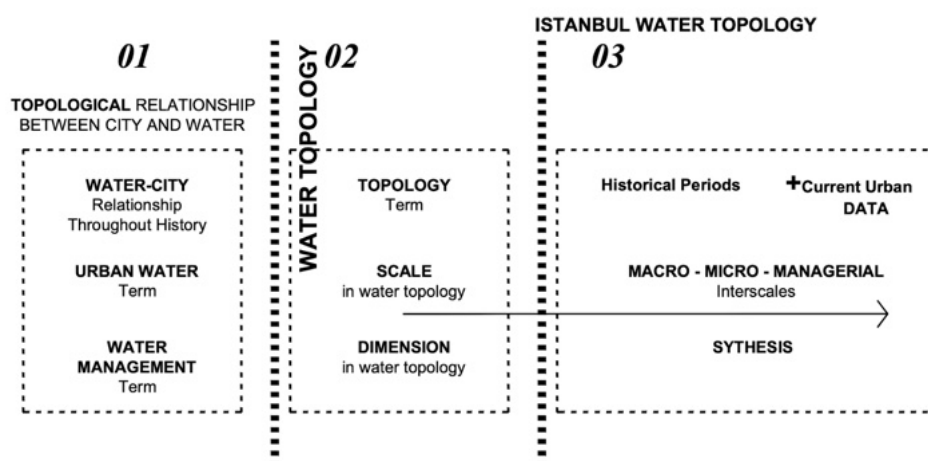 01
TOPOLOGICAL RELATIONSHIP
BETWEEN CITY AND WATER
WATER-CITY
Relationship
Throughout History
URBAN WATER
Term
WATER
MANAGEMENT
Term
WATER TOPOLOGY
02
TOPOLOGY
Term
SCALE
in water topology
DIMENSION
in water topology
ISTANBUL WATER TOPOLOGY
03
Historical Periods
+Current Urban
DATA
MACRO - MICRO - MANAGERIAL
Interscales
SYTHESIS